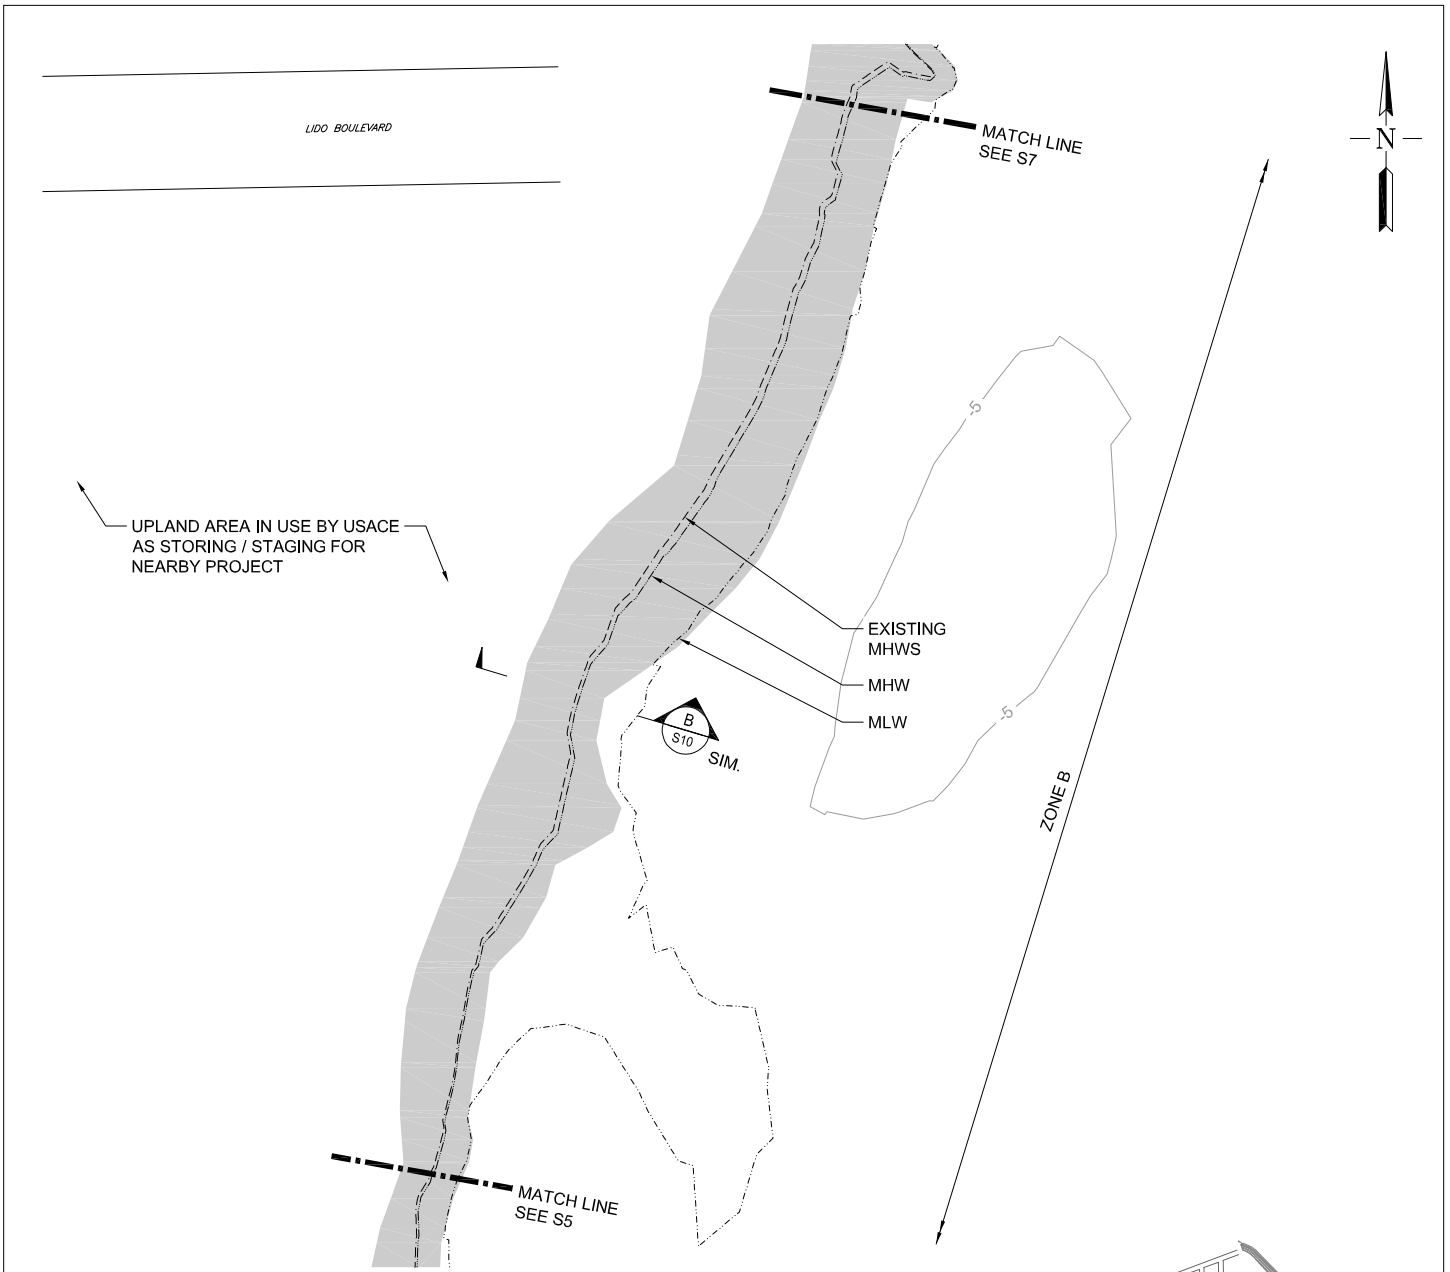 LIDO BOULEVARD
MATCH LINE
SEE S7
N
-5
UPLAND AREA IN USE BY USACE
AS STORING / STAGING FOR
NEARBY PROJECT
EXISTING
MHWS
MHW
MLW
-5
B
S10
SIM.
ZONE B
MATCH LINE
SEE S5